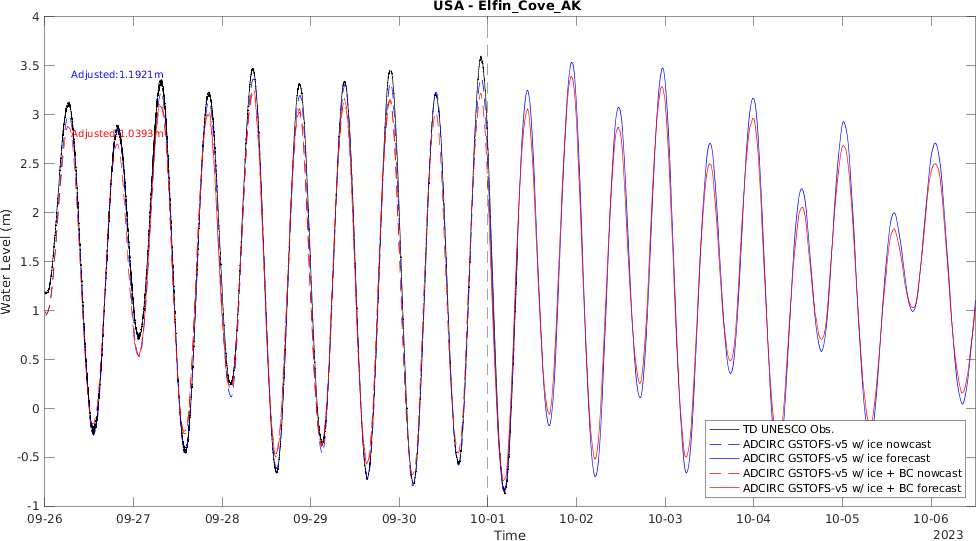 USA - Elfin_Cove_AK
4
3.5
3
2.5
2
1.5
1
0.5
0
-0.5
-1
Water Level (m)
Adjusted:1.1921m
Adjusted:1.0393m
TD UNESCO Obs.
ADCIRC GSTOFS-v5 w/ ice nowcast
ADCIRC GSTOFS-v5 w/ ice forecast
ADCIRC GSTOFS-v5 w/ ice + BC nowcast
ADCIRC GSTOFS-v5 w/ ice + BC forecast
09-26 09-27 09-28 09-29 09-30 10-01 10-02 10-03 10-04 10-05 10-06
Time
2023